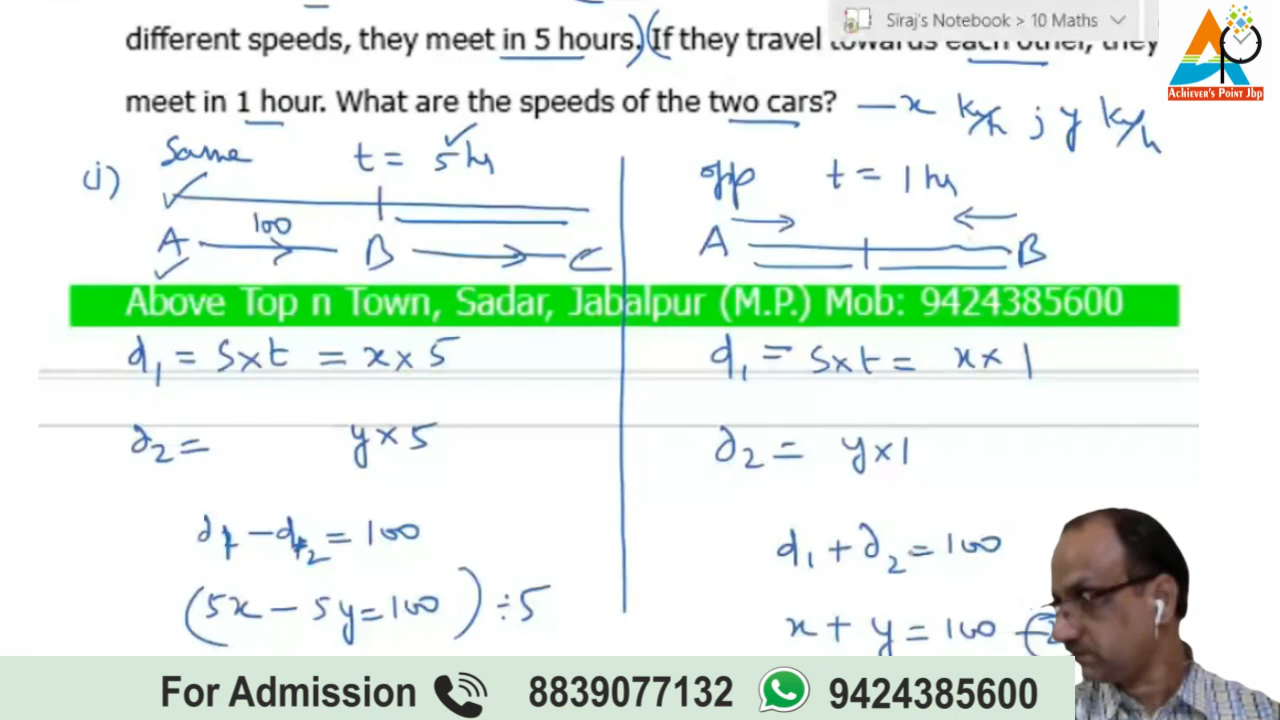 Siraj's Notebook > 10 Maths
different speeds, they meet in 5 hours.) (If they travel towards each other, they
Achiever's Point Jbp
meet in 1 hour. What are the speeds of the two cars? — x km/h ; y km/h
(i) Same t = 5 hr
opp t = 1 hr
100
A B C
A B
Above Top n Town, Sadar, Jabalpur (M.P.) Mob: 9424385600
d₁ = S×t = x × 5
d₁ = S×t = x × 1
d₂ = y × 5
d₂ = y×1
d₁ - d₂ = 100
d₁ + d₂ = 100
(5x - 5y = 100) ÷ 5
x + y = 100
For Admission 8839077132 9424385600